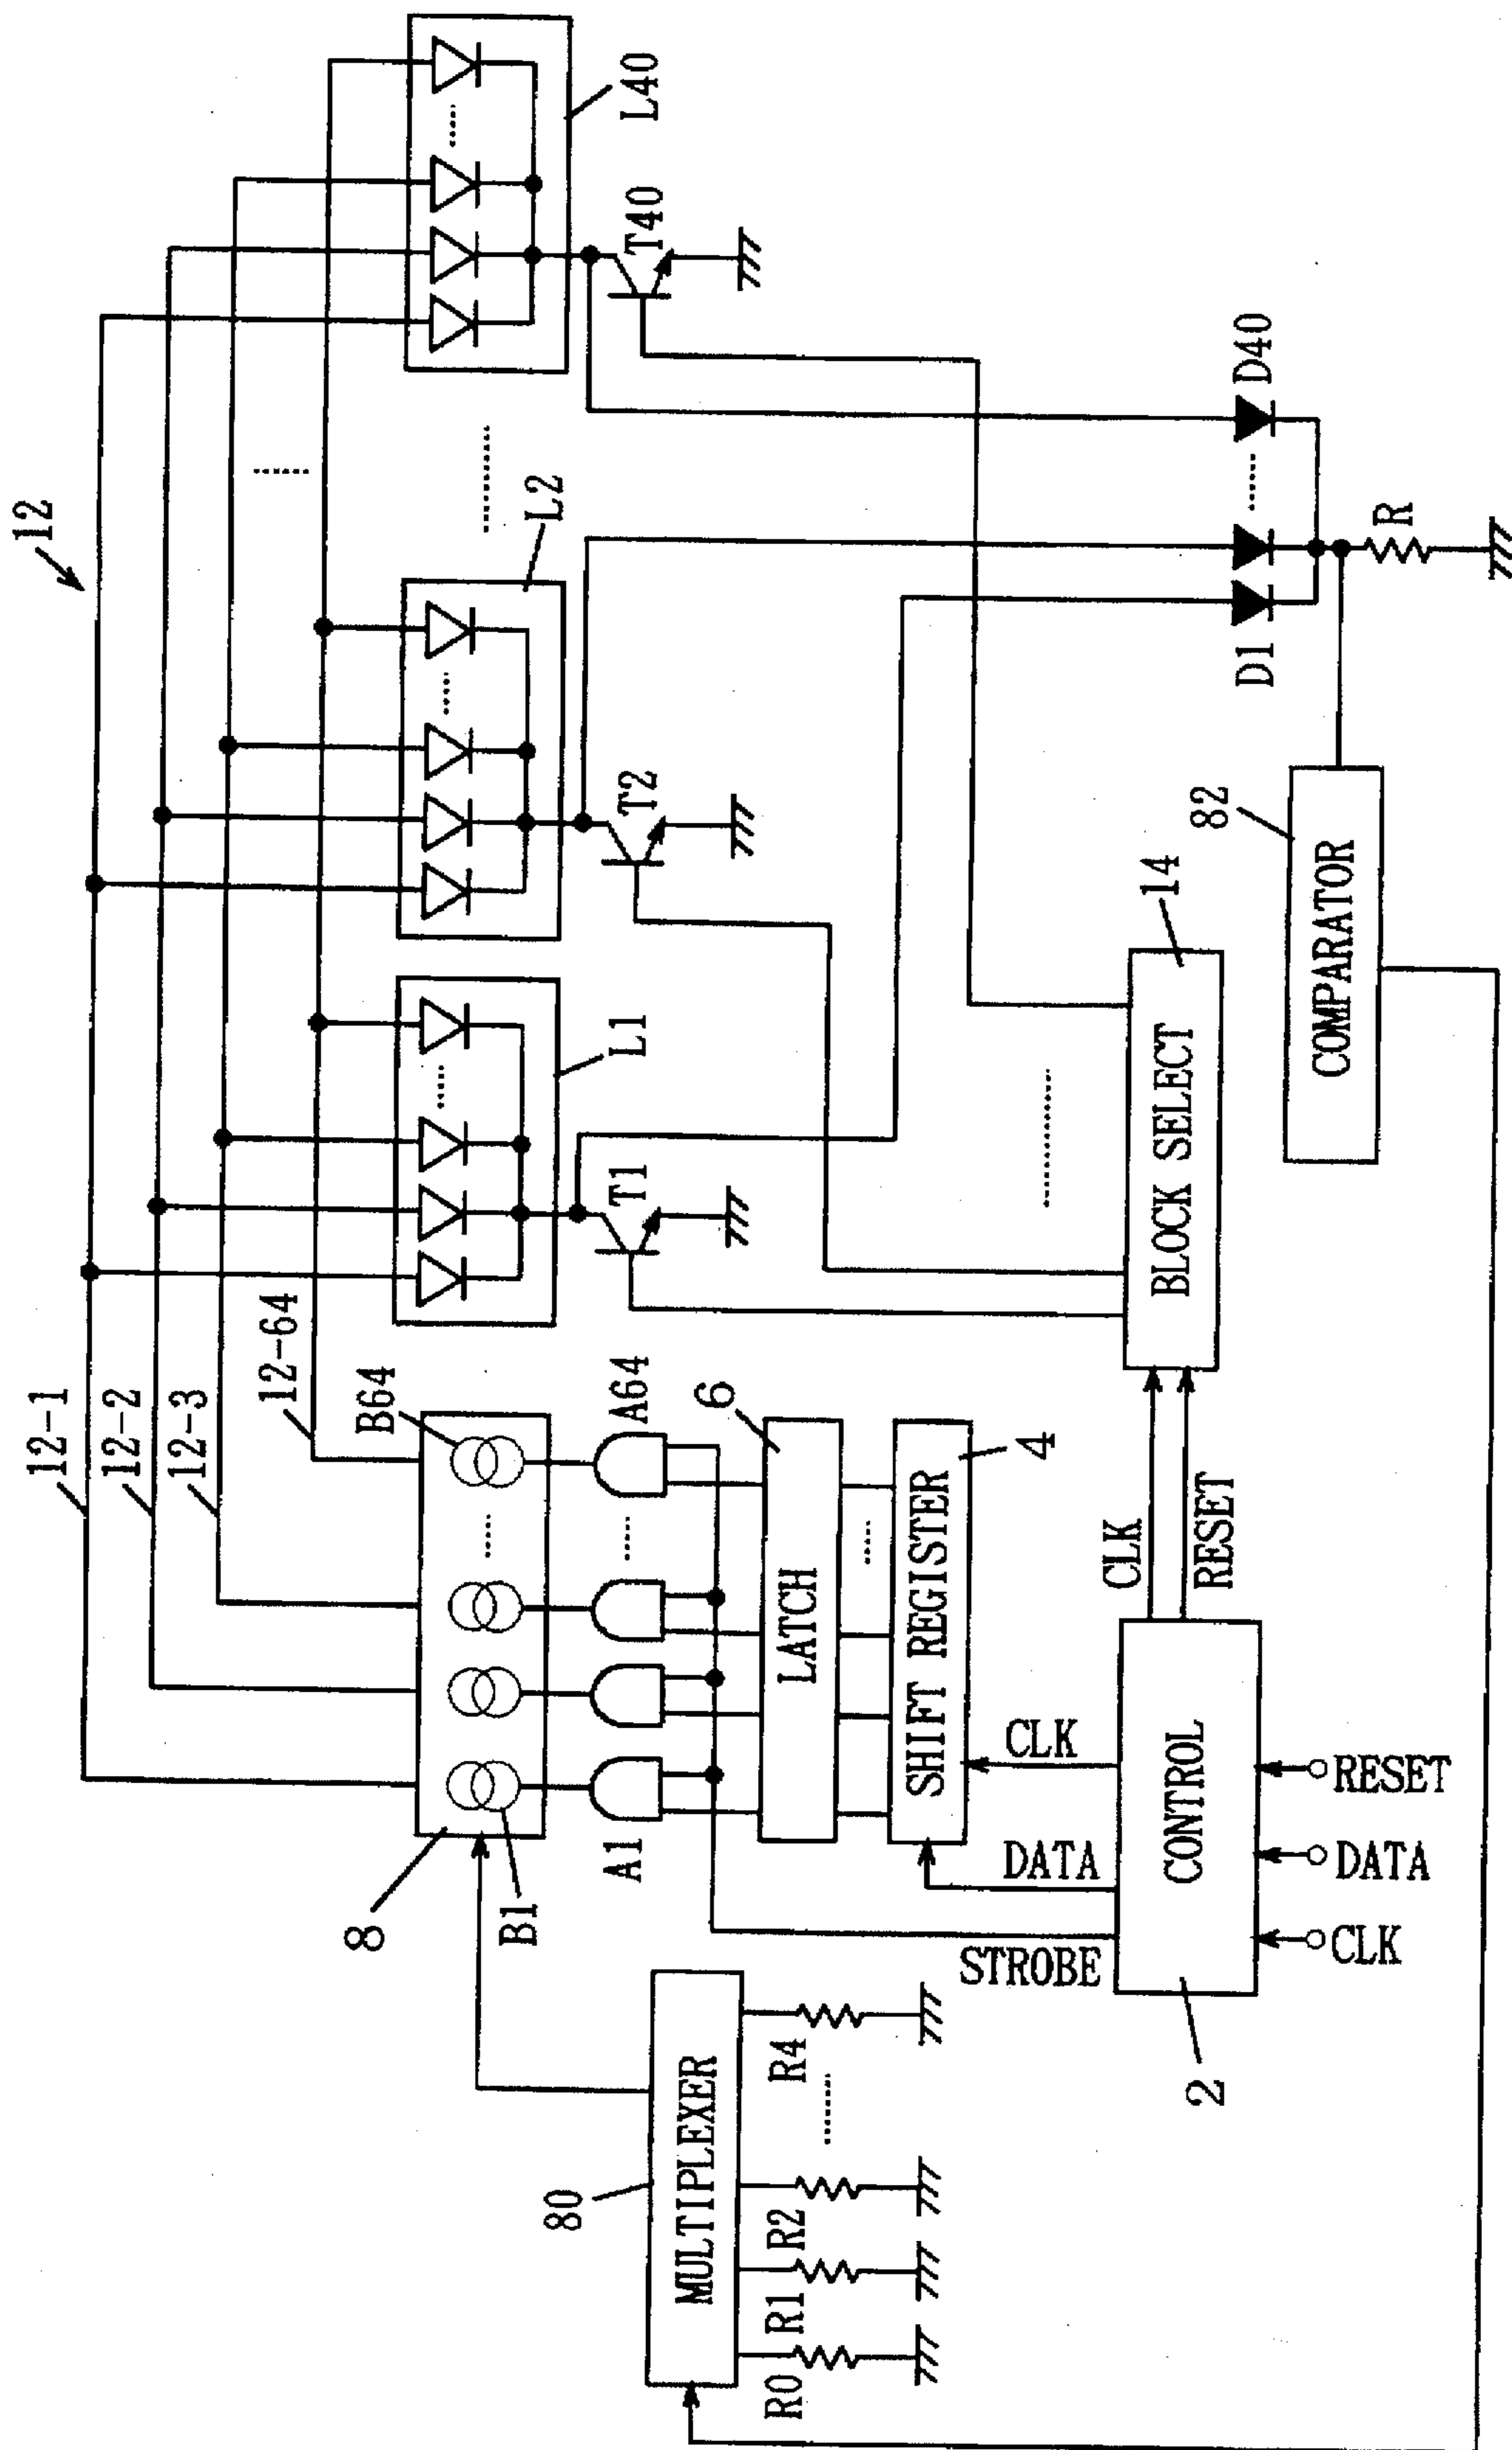 12
12-1
12-2
12-3
12-64
B64
8
B1
A1
A64
6
LATCH
4
SHIFT REGISTER
80
MULTIPLEXER
R0
R1
R2
R4
STROBE
DATA
CLK
CONTROL
2
CLK
DATA
RESET
CLK
RESET
L1
L2
L40
T1
T2
T40
14
BLOCK SELECT
82
COMPARATOR
D1
D40
R